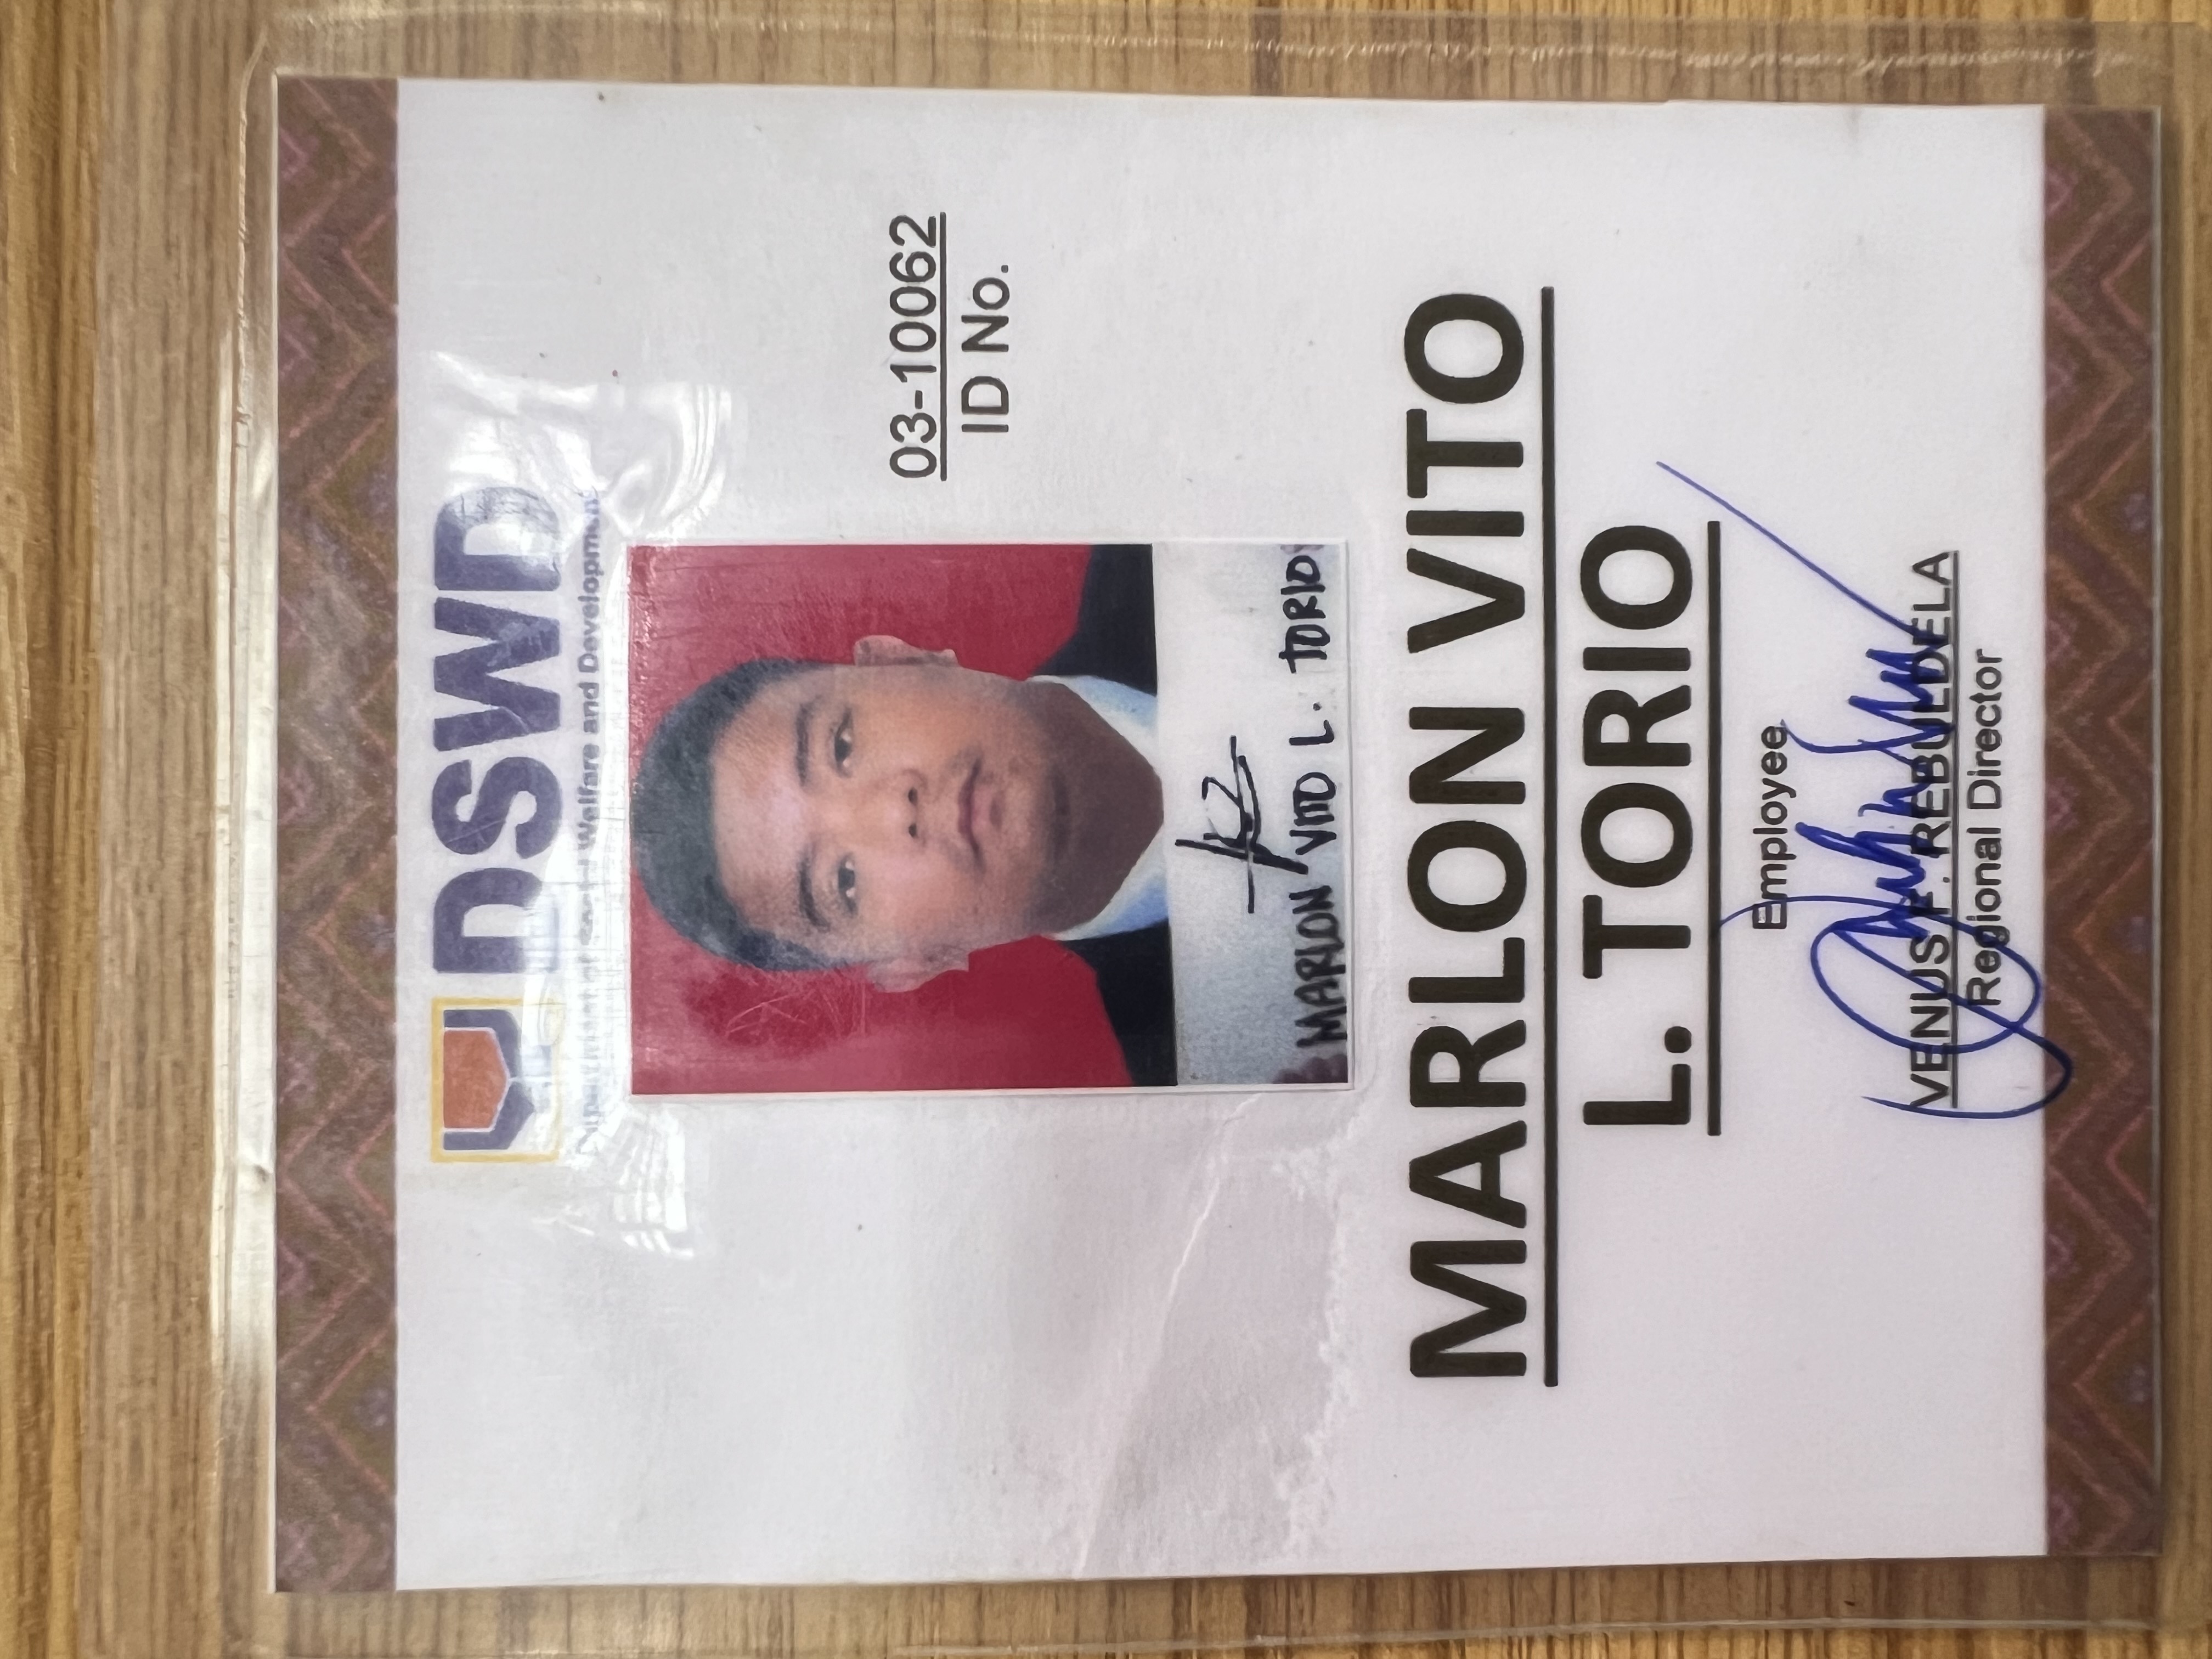 DSWD
Department of Social Welfare and Development
03-10062
ID No.
MARLON VITO L. TORIO
MARLON VITO
L. TORIO
Employee
VENUS F. REBULDELA
Regional Director